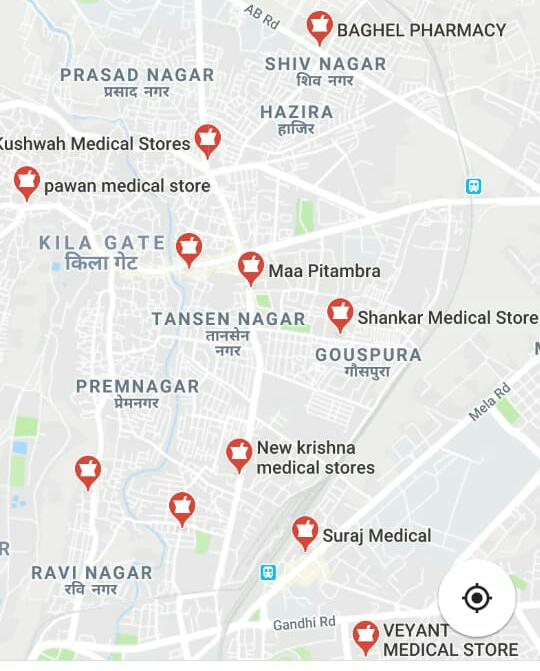 AB Rd
BAGHEL PHARMACY
SHIV NAGAR
शिव नगर
PRASAD NAGAR
प्रसाद नगर
HAZIRA
हाजिर
Kushwah Medical Stores
pawan medical store
KILA GATE
किला गेट
Maa Pitambra
TANSEN NAGAR
तानसेन
नगर
Shankar Medical Store
GOUSPURA
गौसपुरा
PREMNAGAR
प्रेमनगर
Mela Rd
New krishna
medical stores
Suraj Medical
RAVI NAGAR
रवि नगर
Gandhi Rd
VEYANT
MEDICAL STORE